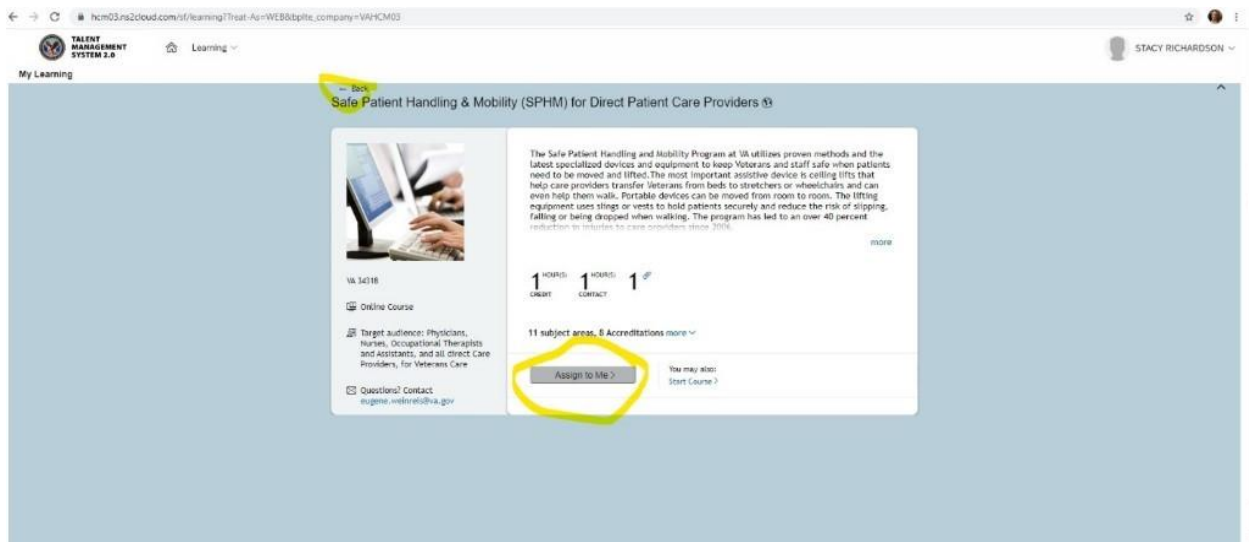 hcm03.ns2cloud.com/sf/learning?Treat-As=WEB&bplte_company=VAHCM03
TALENT
MANAGEMENT
SYSTEM 2.0
Learning
STACY RICHARDSON
My Learning
← Back
Safe Patient Handling & Mobility (SPHM) for Direct Patient Care Providers
The Safe Patient Handling and Mobility Program at VA utilizes proven methods and the
latest specialized devices and equipment to keep Veterans and staff safe when patients
need to be moved and lifted.The most important assistive device is ceiling lifts that
help care providers transfer Veterans from beds to stretchers or wheelchairs and can
even help them walk. Portable devices can be moved from room to room. The lifting
equipment uses slings or vests to hold patients securely and reduce the risk of slipping,
falling or being dropped when walking. The program has led to an over 40 percent
reduction in injuries to care providers since 2006.
more
VA 34318
Online Course
Target audience: Physicians,
Nurses, Occupational Therapists
and Assistants, and all direct Care
Providers, for Veterans Care
Questions? Contact
eugene.weinreis@va.gov
1 HOUR(S) 1 HOUR(S) 1
CREDIT CONTACT
11 subject areas, 8 Accreditations more
Assign to Me >
You may also:
Start Course >